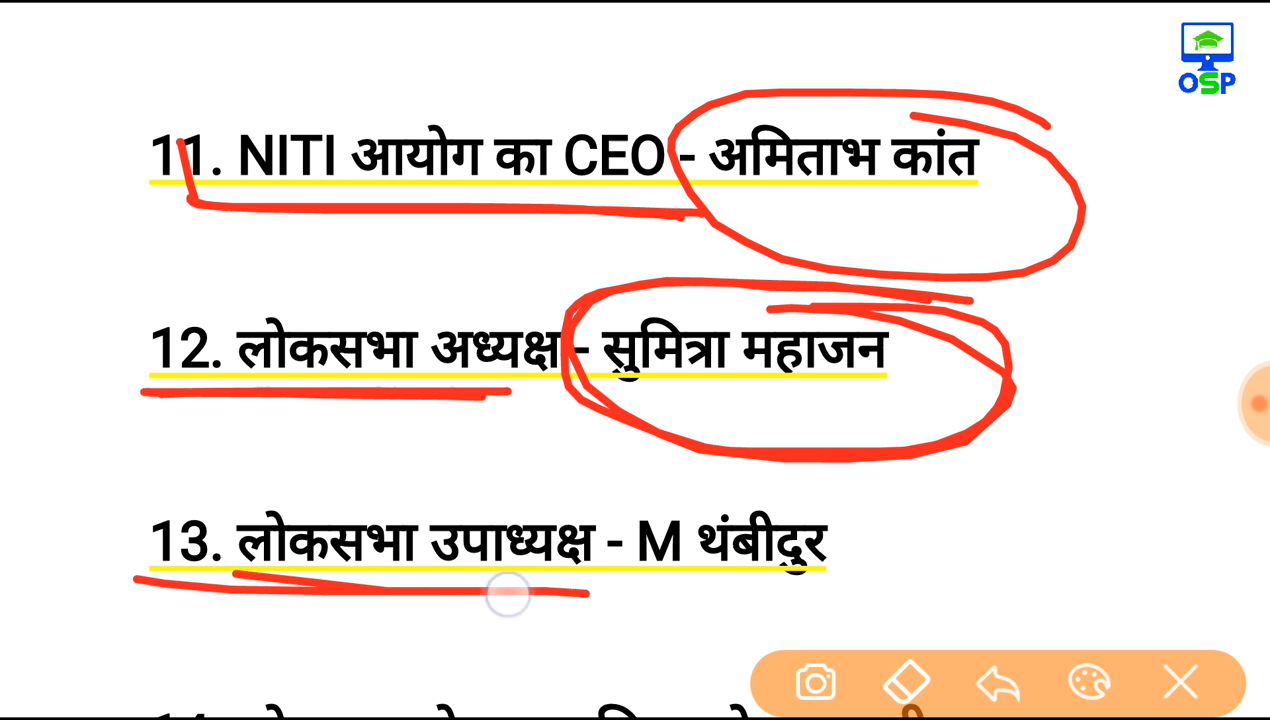 OSP
11. NITI आयोग का CEO - अमिताभ कांत
12. लोकसभा अध्यक्ष - सुमित्रा महाजन
13. लोकसभा उपाध्यक्ष - M थंबीदुर